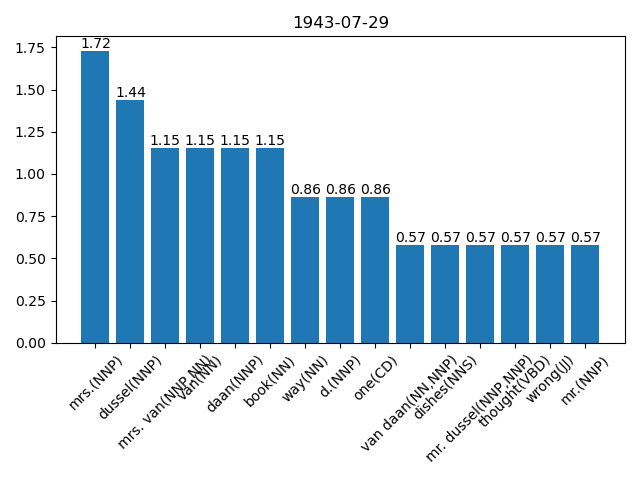 1943-07-29
1.75
1.50
1.25
1.00
0.75
0.50
0.25
0.00
1.72
1.44
1.15
1.15
1.15
1.15
0.86
0.86
0.86
0.57
0.57
0.57
0.57
0.57
0.57
mrs.(NNP)
dussel(NNP)
mrs. van(NNP,NN)
van(NN)
daan(NNP)
book(NN)
way(NN)
d.(NNP)
one(CD)
van daan(NN,NNP)
dishes(NNS)
mr. dussel(NNP,NNP)
thought(VBD)
wrong(JJ)
mr.(NNP)